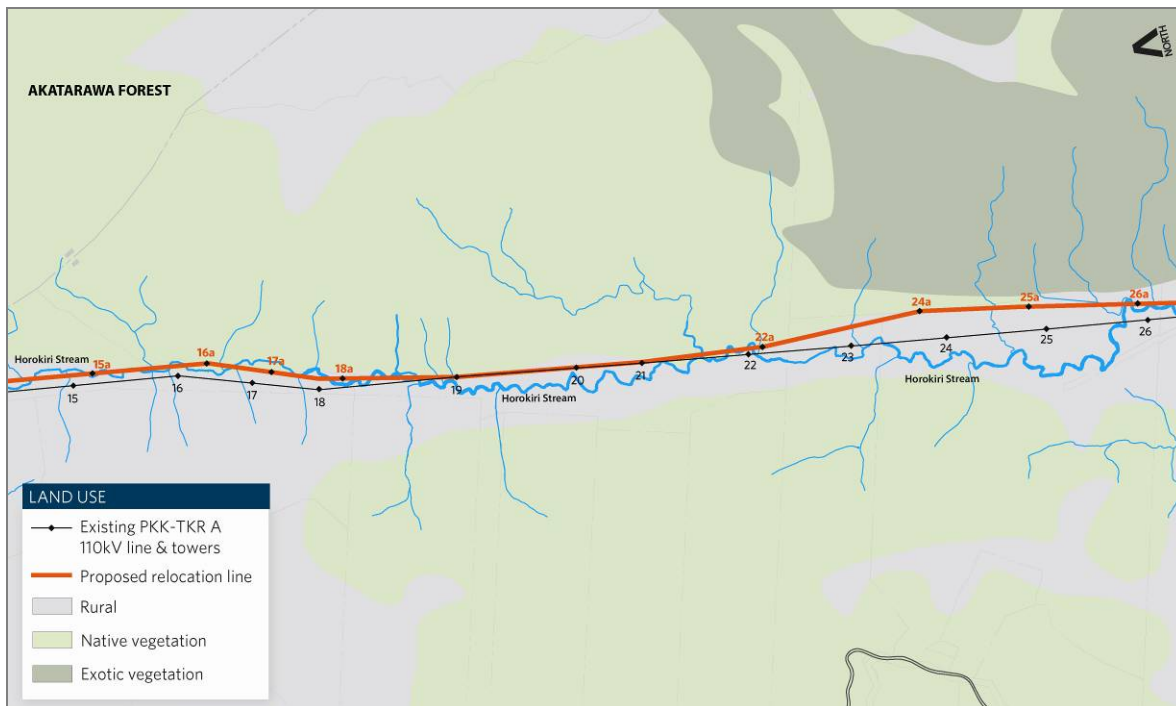 NORTH
AKATARAWA FOREST
24a
25a
26a
22a
16a
17a
18a
15a
Horokiri Stream
15
16
17
18
19
20
21
22
23
24
25
26
Horokiri Stream
Horokiri Stream
LAND USE
Existing PKK-TKR A
110kV line & towers
Proposed relocation line
Rural
Native vegetation
Exotic vegetation